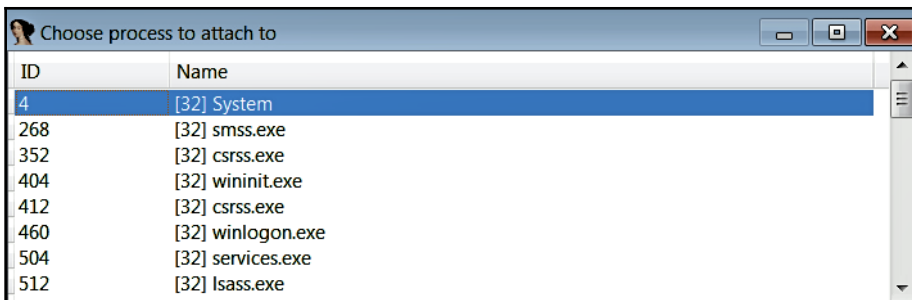 Choose process to attach to
ID Name
4 [32] System
268 [32] smss.exe
352 [32] csrss.exe
404 [32] wininit.exe
412 [32] csrss.exe
460 [32] winlogon.exe
504 [32] services.exe
512 [32] lsass.exe